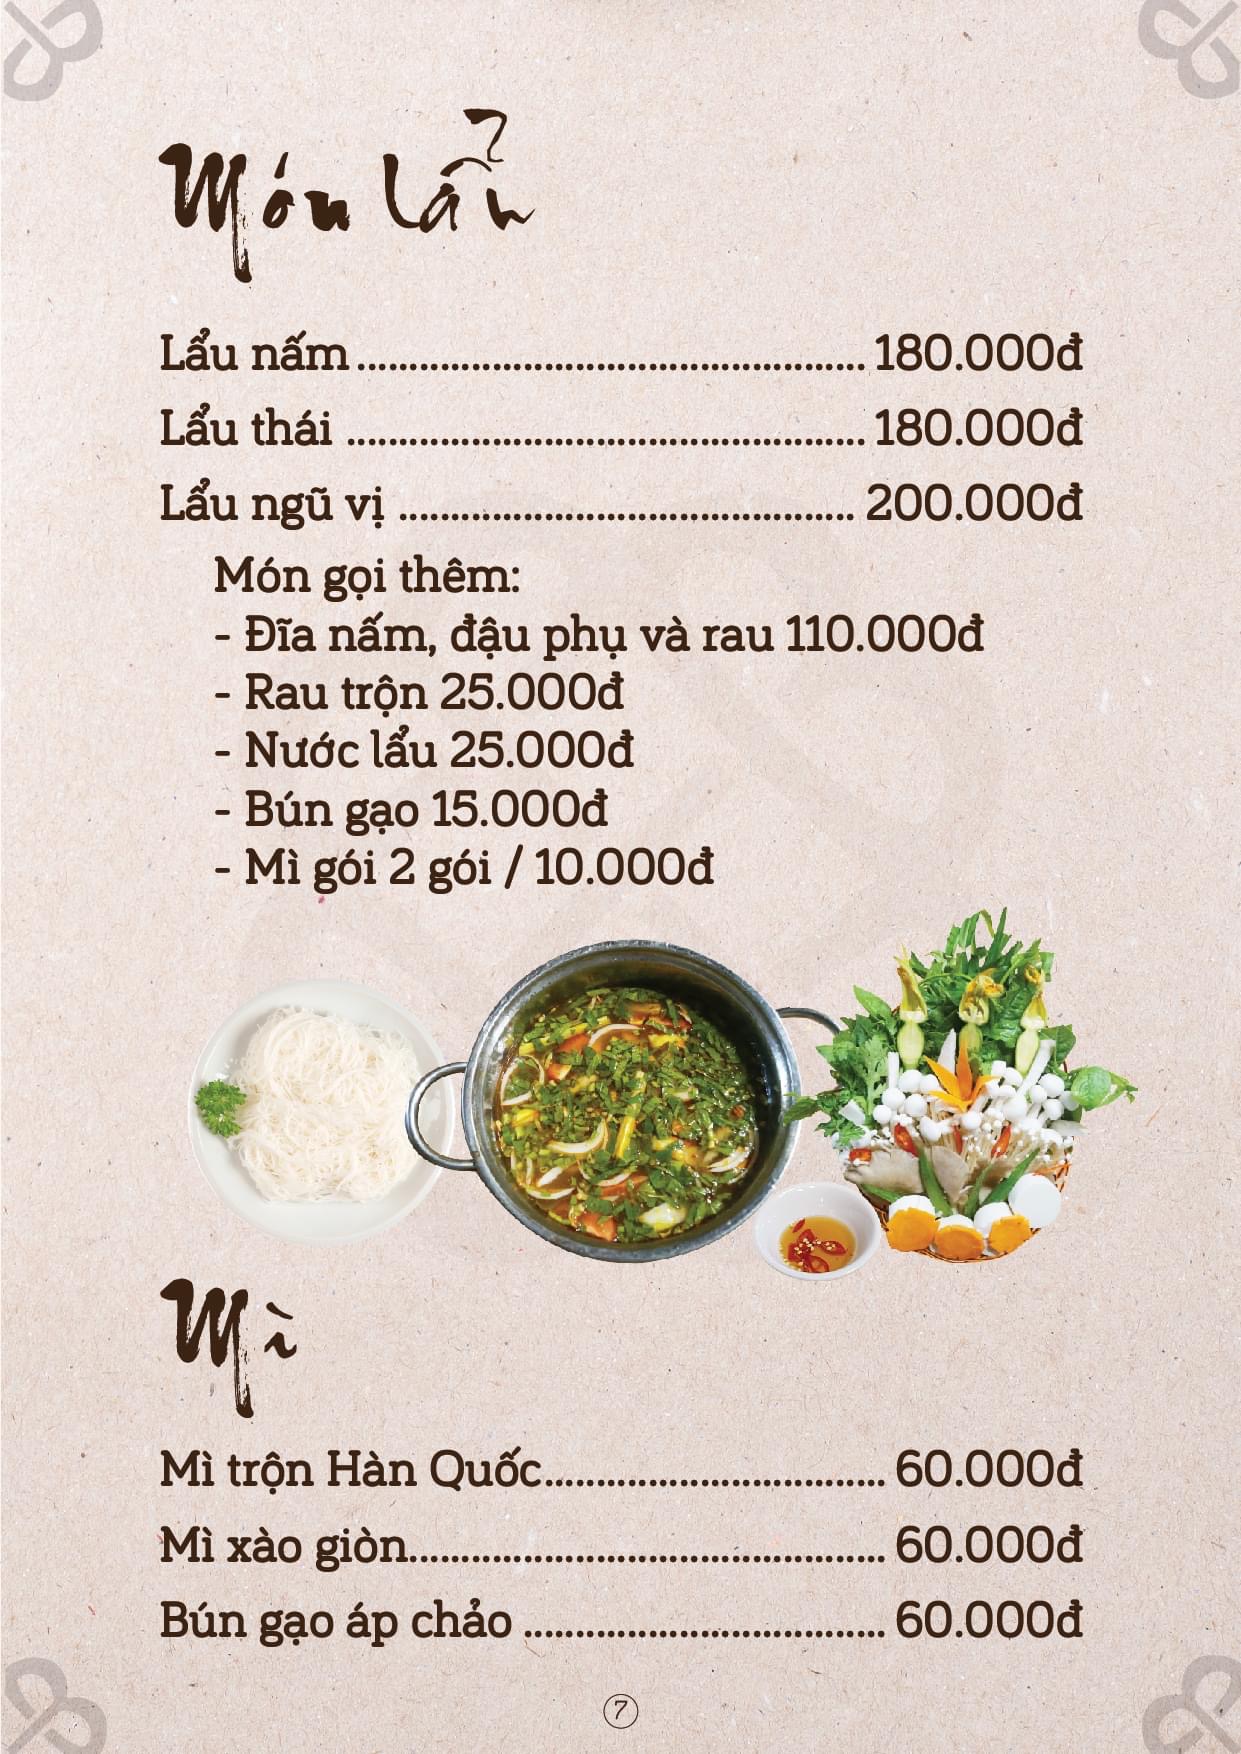 Món lẩu
Lẩu nấm ................................................ 180.000đ
Lẩu thái ................................................. 180.000đ
Lẩu ngũ vị ........................................... 200.000đ
Món gọi thêm:
- Đĩa nấm, đậu phụ và rau 110.000đ
- Rau trộn 25.000đ
- Nước lẩu 25.000đ
- Bún gạo 15.000đ
- Mì gói 2 gói / 10.000đ
Mì
Mì trộn Hàn Quốc................................ 60.000đ
Mì xào giòn............................................. 60.000đ
Bún gạo áp chảo .................................. 60.000đ
7